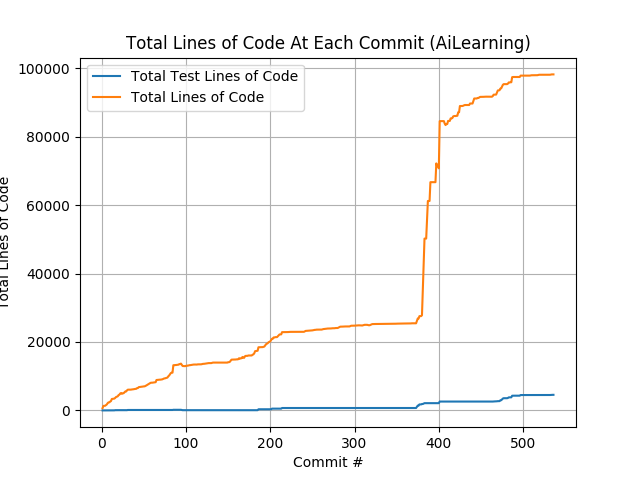 Total Lines of Code At Each Commit (AiLearning)
Total Test Lines of Code
Total Lines of Code
Total Lines of Code
100000
80000
60000
40000
20000
0
0 100 200 300 400 500
Commit #